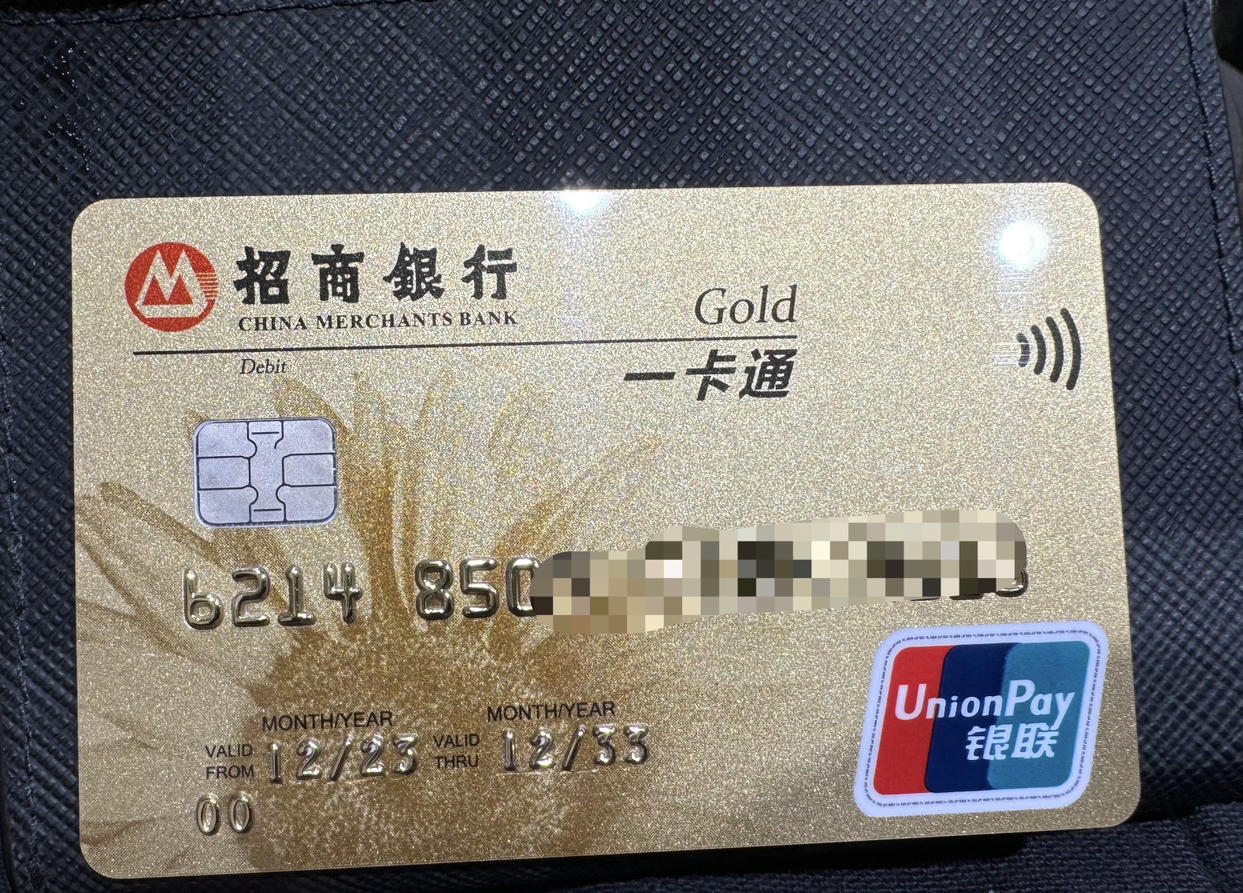 招商銀行
CHINA MERCHANTS BANK
Debit
Gold
一卡通
6214 850
MONTH/YEAR MONTH/YEAR
VALID FROM 12/23 VALID THRU 12/33
00
UnionPay
银联